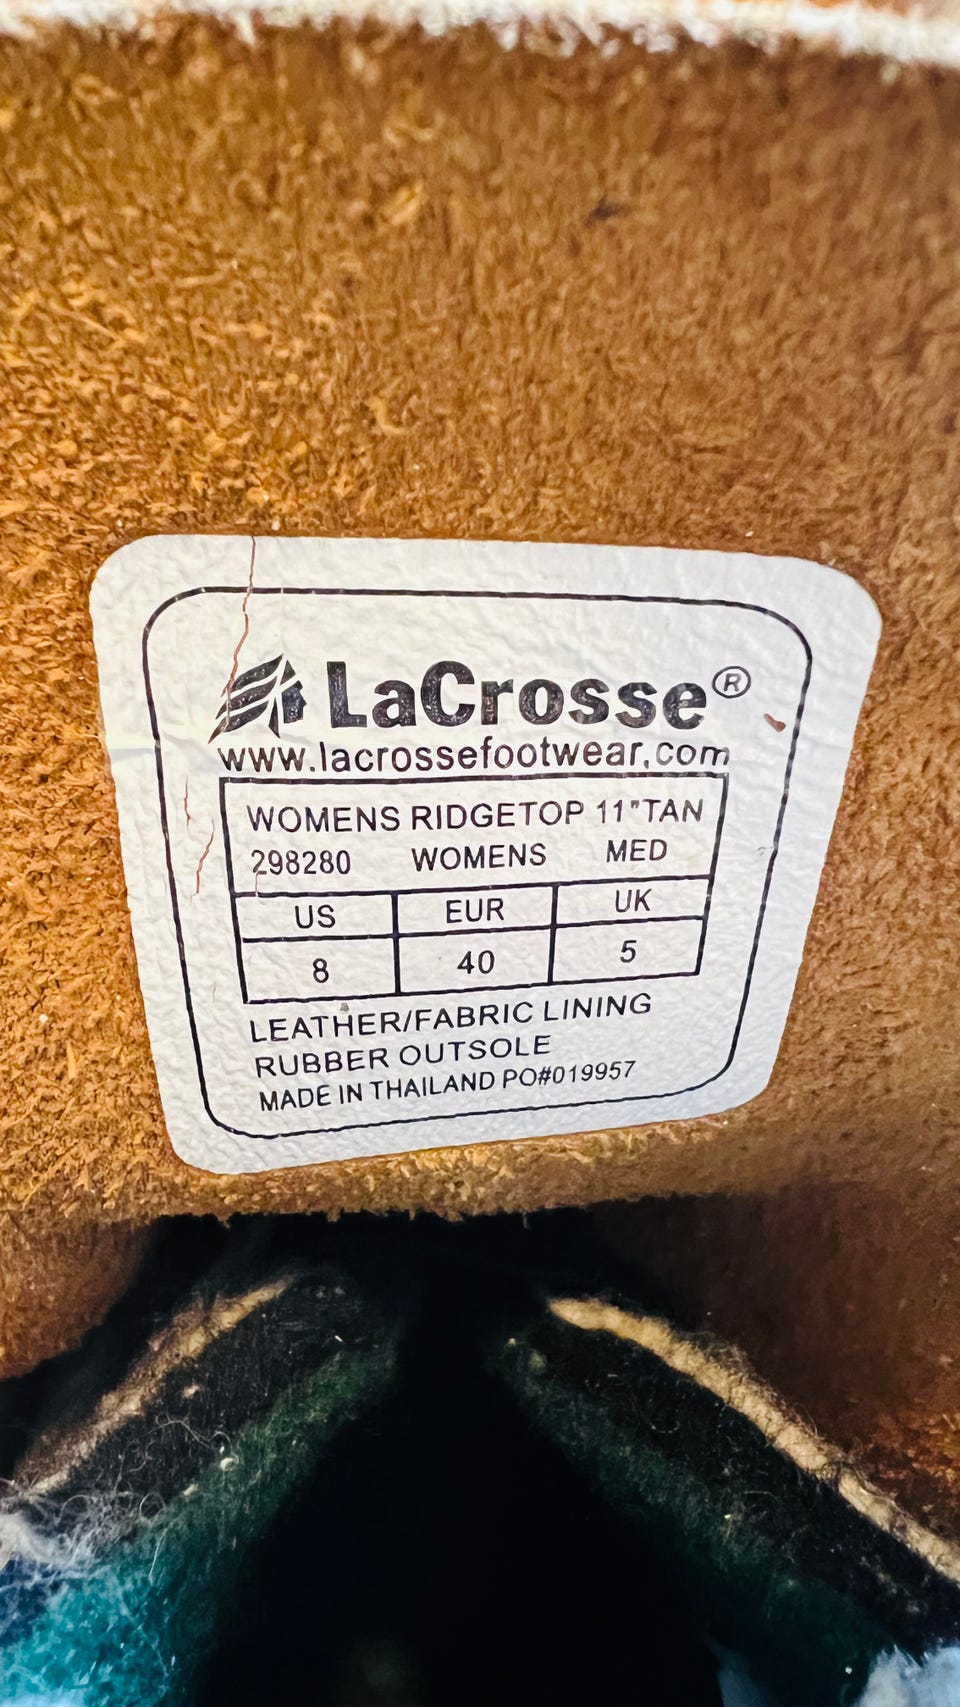 LaCrosse®
www.lacrossefootwear.com
WOMENS RIDGETOP 11"TAN
298280 WOMENS MED
US EUR UK
8 40 5
LEATHER/FABRIC LINING
RUBBER OUTSOLE
MADE IN THAILAND PO#019957